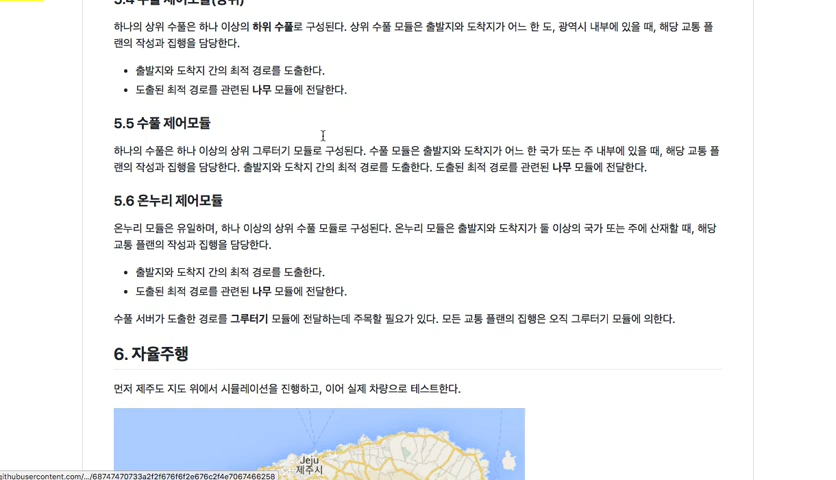 5.4 수풀 제어모듈(상위)
하나의 상위 수풀은 하나 이상의 하위 수풀로 구성된다. 상위 수풀 모듈은 출발지와 도착지가 어느 한 도, 광역시 내부에 있을 때, 해당 교통 플
랜의 작성과 집행을 담당한다.
• 출발지와 도착지 간의 최적 경로를 도출한다.
• 도출된 최적 경로를 관련된 나무 모듈에 전달한다.
5.5 수풀 제어모듈
하나의 수풀은 하나 이상의 상위 그루터기 모듈로 구성된다. 수풀 모듈은 출발지와 도착지가 어느 한 국가 또는 주 내부에 있을 때, 해당 교통 플
랜의 작성과 집행을 담당한다. 출발지와 도착지 간의 최적 경로를 도출한다. 도출된 최적 경로를 관련된 나무 모듈에 전달한다.
5.6 온누리 제어모듈
온누리 모듈은 유일하며, 하나 이상의 상위 수풀 모듈로 구성된다. 온누리 모듈은 출발지와 도착지가 둘 이상의 국가 또는 주에 산재할 때, 해당
교통 플랜의 작성과 집행을 담당한다.
• 출발지와 도착지 간의 최적 경로를 도출한다.
• 도출된 최적 경로를 관련된 나무 모듈에 전달한다.
수풀 서버가 도출한 경로를 그루터기 모듈에 전달하는데 주목할 필요가 있다. 모든 교통 플랜의 집행은 오직 그루터기 모듈에 의한다.
6. 자율주행
먼저 제주도 지도 위에서 시뮬레이션을 진행하고, 이어 실제 차량으로 테스트한다.
Jeju
제주시
githubusercontent.com/.../68747470733a2f2f676f6f2e676c2f4e7067466258